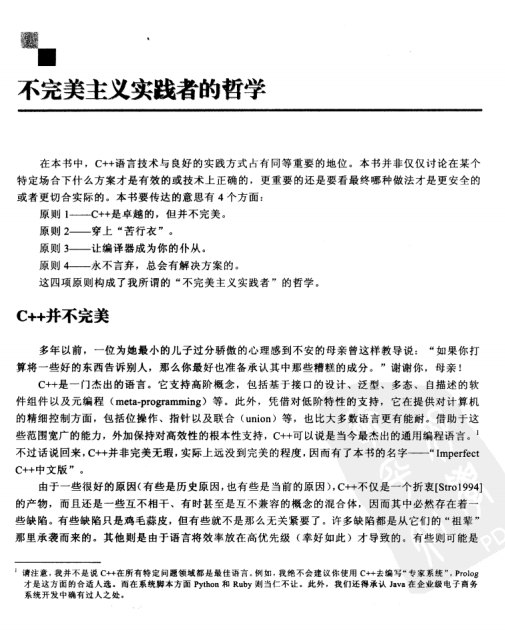 不完美主义实践者的哲学
在本书中，C++语言技术与良好的实践方式占有同等重要的地位。本书并非仅仅讨论在某个
特定场合下什么方案才是有效的或技术上正确的，更重要的还是要看最终哪种做法才是更安全的
或者更切合实际的。本书要传达的意思有 4 个方面：
原则 1——C++是卓越的，但并不完美。
原则 2——穿上“苦行衣”。
原则 3——让编译器成为你的仆从。
原则 4——永不言弃，总会有解决方案的。
这四项原则构成了我所谓的“不完美主义实践者”的哲学。
C++并不完美
多年以前，一位为她最小的儿子过分骄傲的心理感到不安的母亲曾这样教导说：“如果你打
算将一些好的东西告诉别人，那么你最好也准备承认其中那些糟糕的成分。”谢谢你，母亲！
C++是一门杰出的语言。它支持高阶概念，包括基于接口的设计、泛型、多态、自描述的软
件组件以及元编程（meta-programming）等。此外，凭借对低阶特性的支持，它在提供对计算机
的精细控制方面，包括位操作、指针以及联合（union）等，也比大多数语言更有能耐。借助于这
些范围宽广的能力，外加保持对高效性的根本性支持，C++可以说是当今最杰出的通用编程语言。1
不过话说回来，C++并非完美无瑕，实际上远没到完美的程度，因而有了本书的名字——“Imperfect
C++中文版”。
由于一些很好的原因（有些是历史原因，也有些是当前的原因），C++不仅是一个折衷[Stro1994]
的产物，而且还是一些互不相干、有时甚至是互不兼容的概念的混合体，因而其中必然存在着一
些缺陷。有些缺陷只是鸡毛蒜皮，但有些就不是那么无关紧要了。许多缺陷都是从它们的“祖辈”
那里承袭而来的。其他则是由于语言将效率放在高优先级（幸好如此）才导致的。有些则可能是
1 请注意，我并不是说 C++在所有特定问题领域都是最佳语言。例如，我绝不会建议你使用 C++去编写“专家系统”，Prolog
才是这方面的合适人选。而在系统脚本方面 Python 和 Ruby 则当仁不让。此外，我们还得承认 Java 在企业级电子商务
系统开发中确有过人之处。